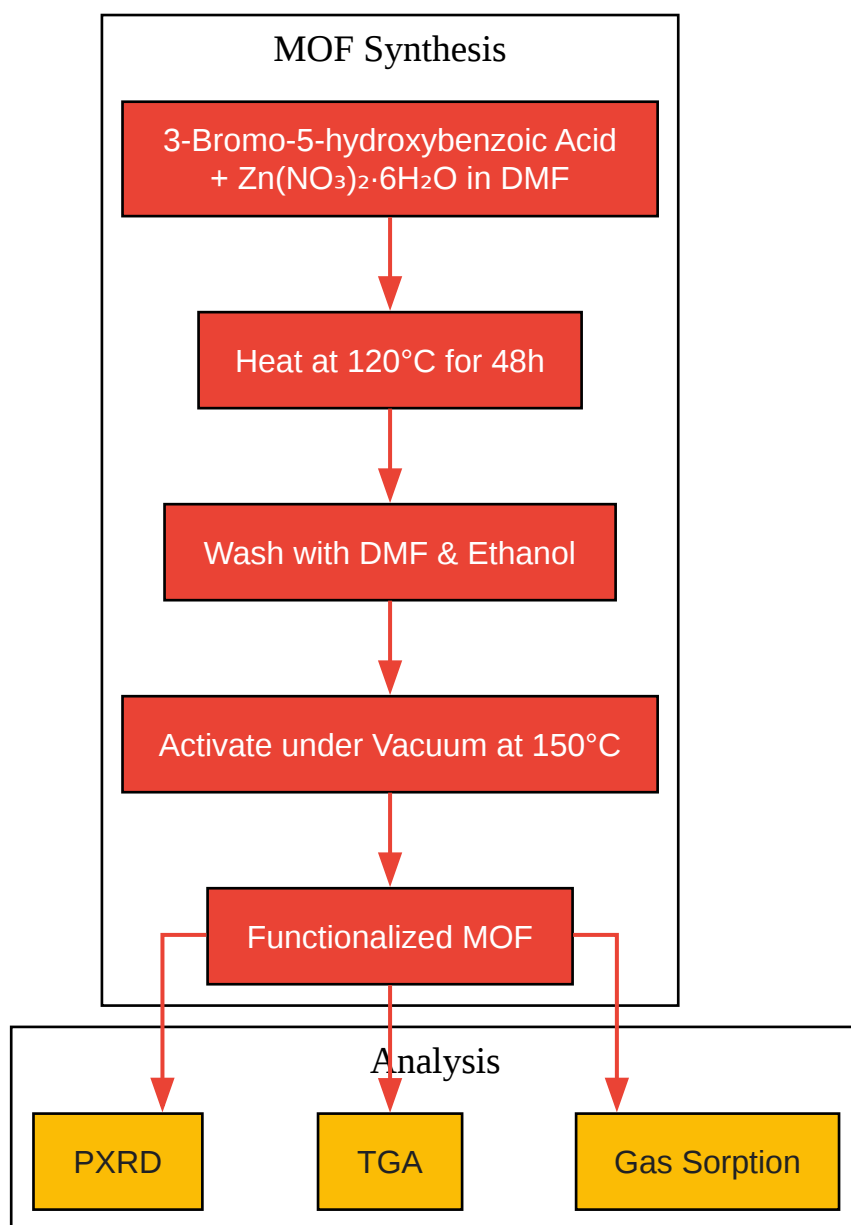 MOF Synthesis
3-Bromo-5-hydroxybenzoic Acid
+ Zn(NO₃)₂·6H₂O in DMF
Heat at 120°C for 48h
Wash with DMF & Ethanol
Activate under Vacuum at 150°C
Functionalized MOF
Analysis
PXRD
TGA
Gas Sorption